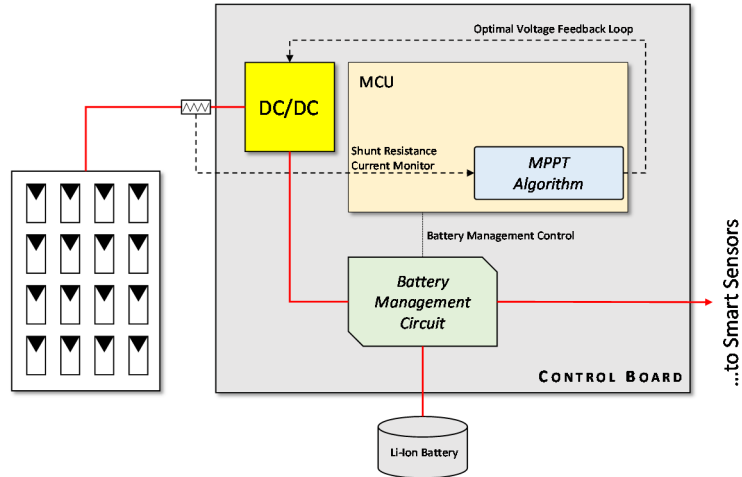 Optimal Voltage Feedback Loop
MCU
DC/DC
Shunt Resistance
Current Monitor
MPPT
Algorithm
Battery Management Control
Battery
Management
Circuit
...to Smart Sensors
CONTROL BOARD
Li-Ion Battery